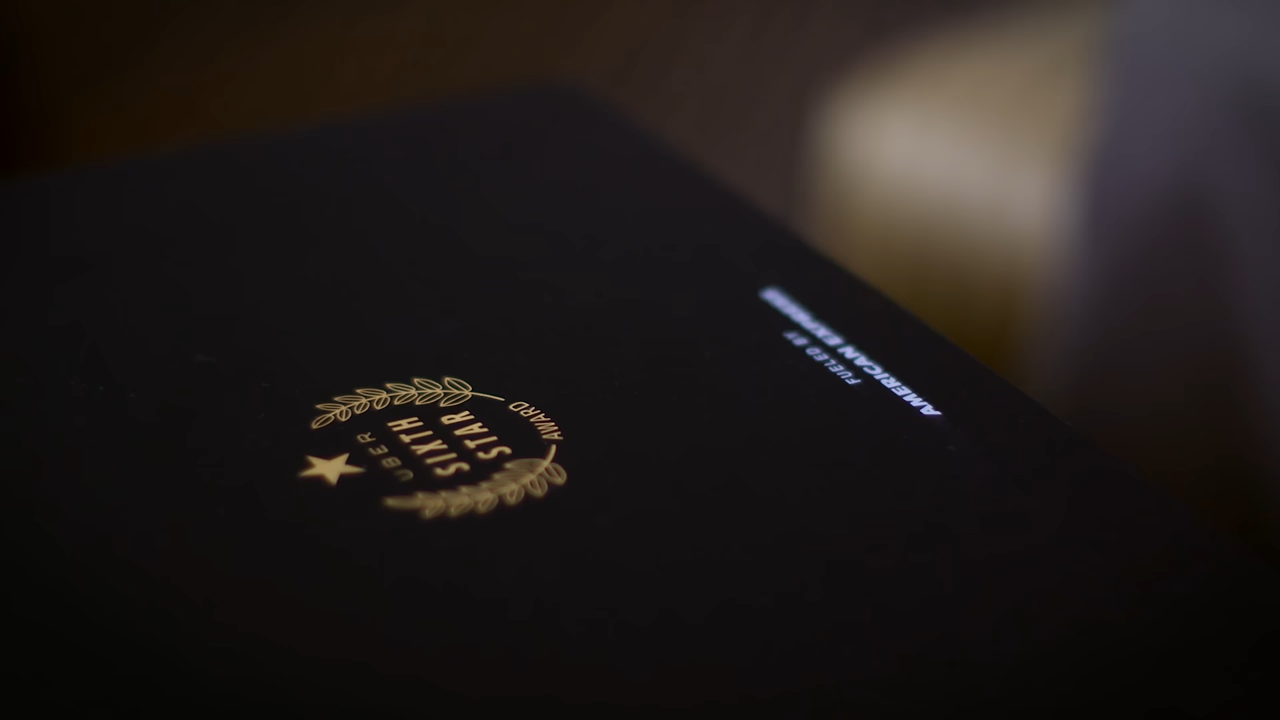 UBER
SIXTH
STAR
AWARD
FUELED BY
AMERICAN EXPRESS